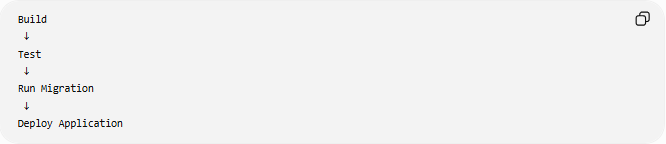 Build
↓
Test
↓
Run Migration
↓
Deploy Application